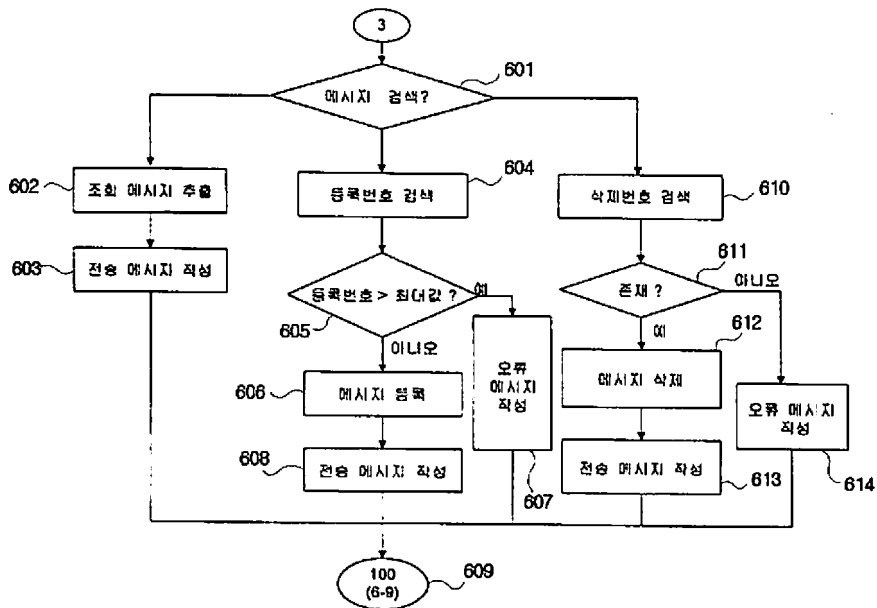 3
601
메시지 검색?
602
조회 메시지 추출
604
등록번호 검색
삭제번호 검색
610
603
전송 메시지 작성
등록번호 > 최대값 ?
예
605
아니오
611
존재 ?
아니오
예
612
606
메시지 등록
오류
메시지
작성
607
메시지 삭제
608
전송 메시지 작성
전송 메시지 작성
613
오류 메시지
작성
614
100
(6-9)
609